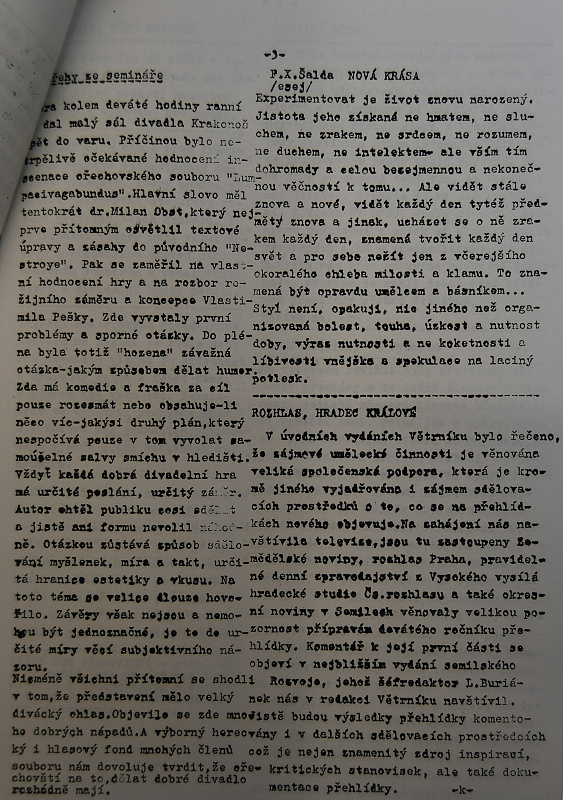 -3-
řehy ze semináře
ra kolem deváté hodiny ranní
dal malý sál divadla Krakonoš
pět do varu. Příčinou bylo ne-
trpělivě očekávané hodnocení in-
scenace ořechovského souboru "Lum-
pacivagabundus".Hlavní slovo měl
tentokrát dr.Milan Obst,který nej-
prve přítomným osvětlil textové
úpravy a zásahy do původního "Ne-
stroye". Pak se zaměřil na vlast-
ní hodnocení hry a na rozbor re-
žijního záměru a koncepce Vlasti-
mila Pešky. Zde vyvstaly první
problémy a sporné otázky. Do plé-
na byla totiž "hozena" závažná
otázka-jakým způsobem dělat humor.
Zda má komedie a fraška za cíl
pouze rozesmát nebo obsahuje-li
něco víc-jakýsi druhý plán,který
nespočívá pouze v tom vyvolat sa-
moúčelné salvy smíchu v hledišti.
Vždyť každá dobrá divadelní hra
má určité poslání, určitý záměr.
Autor chtěl publiku cosi sdělit
a jistě ani formu nevolil náhod-
ně. Otázkou zůstává způsob sdělo-
vání myšlenek, míra a takt, urči-
tá hranice estetiky a vkusu. Na
toto téma se velice dlouze hovo-
řilo. Závěry však nejsou a nemo-
hou být jednoznačné, je to do ur-
čité míry věcí subjektivního ná-
zoru.
Nicméně všichni přítomní se shodli
v tom,že představení mělo velký
divácký ohlas.Objevilo se zde mno-
ho dobrých nápadů.A výborný herec-
ký i hlasový fond mnohých členů
souboru nám dovoluje tvrdit,že oře-
chovští na to,dělat dobré divadlo
rozhodně mají.
F.X.Šalda NOVÁ KRÁSA
/esej/
Experimentovat je život znovu narozený.
Jistota jeho získaná ne hmatem, ne slu-
chem, ne zrakem, ne srdcem, ne rozumem,
ne duchem, ne intelektem- ale vším tím
dohromady a celou bezejmennou a nekoneč-
nou věčností k tomu... Ale vidět stále
znova a nové, vidět každý den tytéž před-
měty znova a jinak, ucházet se o ně zra-
kem každý den, znamená tvořit každý den
svět a pro sebe nežít jen z včerejšího
okoralého chleba milosti a klamu. To zna-
mená být opravdu umělcem a básníkem...
Styl není, opakuji, nic jiného než orga-
nizovaná bolest, touha, úzkost a nutnost
doby, výraz nutnosti a ne koketnosti a
líbivosti vnějška a spekulace na laciný
potlesk.
ROZHLAS, HRADEC KRÁLOVÉ
V úvodních vydáních Větrníku bylo řečeno,
že zájmové umělecké činnosti je věnována
veliká společenská podpora, která je kro-
mě jiného vyjadřována i zájmem sdělova-
cích prostředků o to, co se na přehlíd-
kách nového objevuje.Na zahájení nás na-
vštívila televize,jsou tu zastoupeny Ze-
mědělské noviny, rozhlas Praha, pravidel-
né denní zpravodajství z Vysokého vysílá
hradecké studio Čs.rozhlasu a také okres-
ní noviny v Semilech věnovaly velikou po-
zornost přípravám devátého ročníku pře-
hlídky. Komentář k její první části se
objeví v nejbližším vydání semilského
Rozvoje, jehož šéfredaktor L.Buriá-
nek nás v redakci Větrníku navštívil.
Jistě budou výsledky přehlídky komento-
vány i v dalších sdělovacích prostředcích
což je nejen znamenitý zdroj inspirací,
kritických stanovisek, ale také doku-
mentace přehlídky. -k-